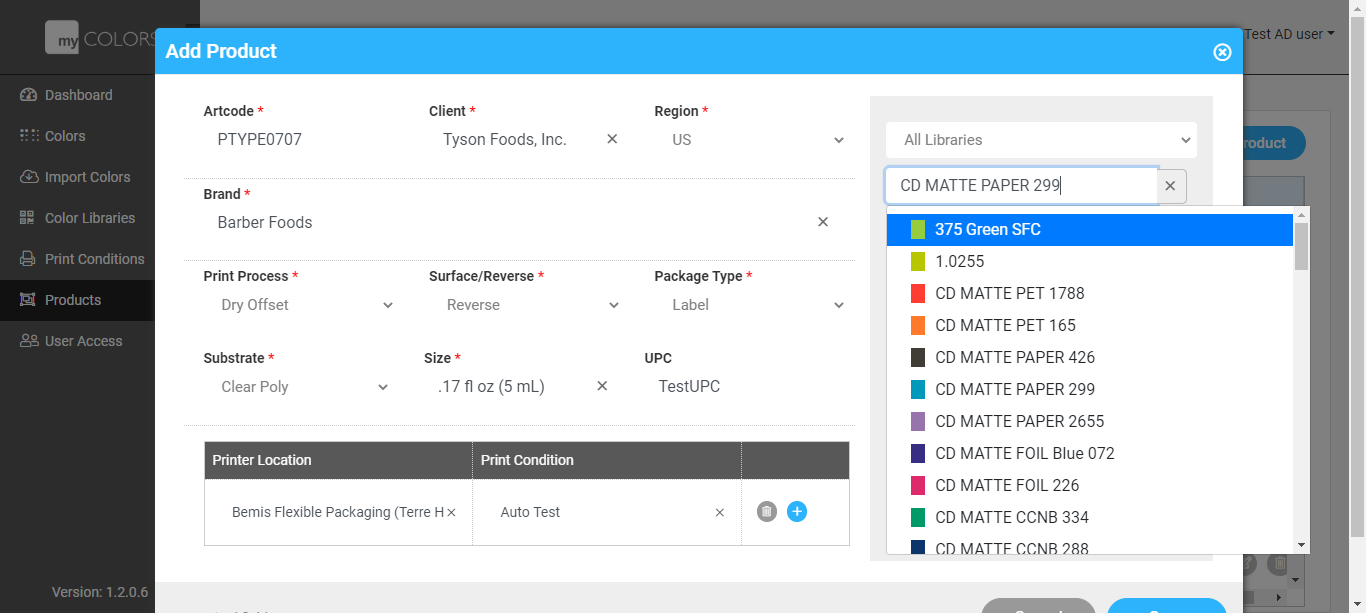 my COLORS
Test AD user
Add Product
Dashboard
Colors
Import Colors
Color Libraries
Print Conditions
Products
User Access
Version: 1.2.0.6
Artcode *
Client *
Region *
PTYPE0707
Tyson Foods, Inc. ×
US
Brand *
Barber Foods ×
Print Process *
Surface/Reverse *
Package Type *
Dry Offset
Reverse
Label
Substrate *
Size *
UPC
Clear Poly
.17 fl oz (5 mL) ×
TestUPC
Printer Location
Print Condition
Bemis Flexible Packaging (Terre H ×
Auto Test ×
All Libraries
roduct
CD MATTE PAPER 299 ×
375 Green SFC
1.0255
CD MATTE PET 1788
CD MATTE PET 165
CD MATTE PAPER 426
CD MATTE PAPER 299
CD MATTE PAPER 2655
CD MATTE FOIL Blue 072
CD MATTE FOIL 226
CD MATTE CCNB 334
CD MATTE CCNB 288